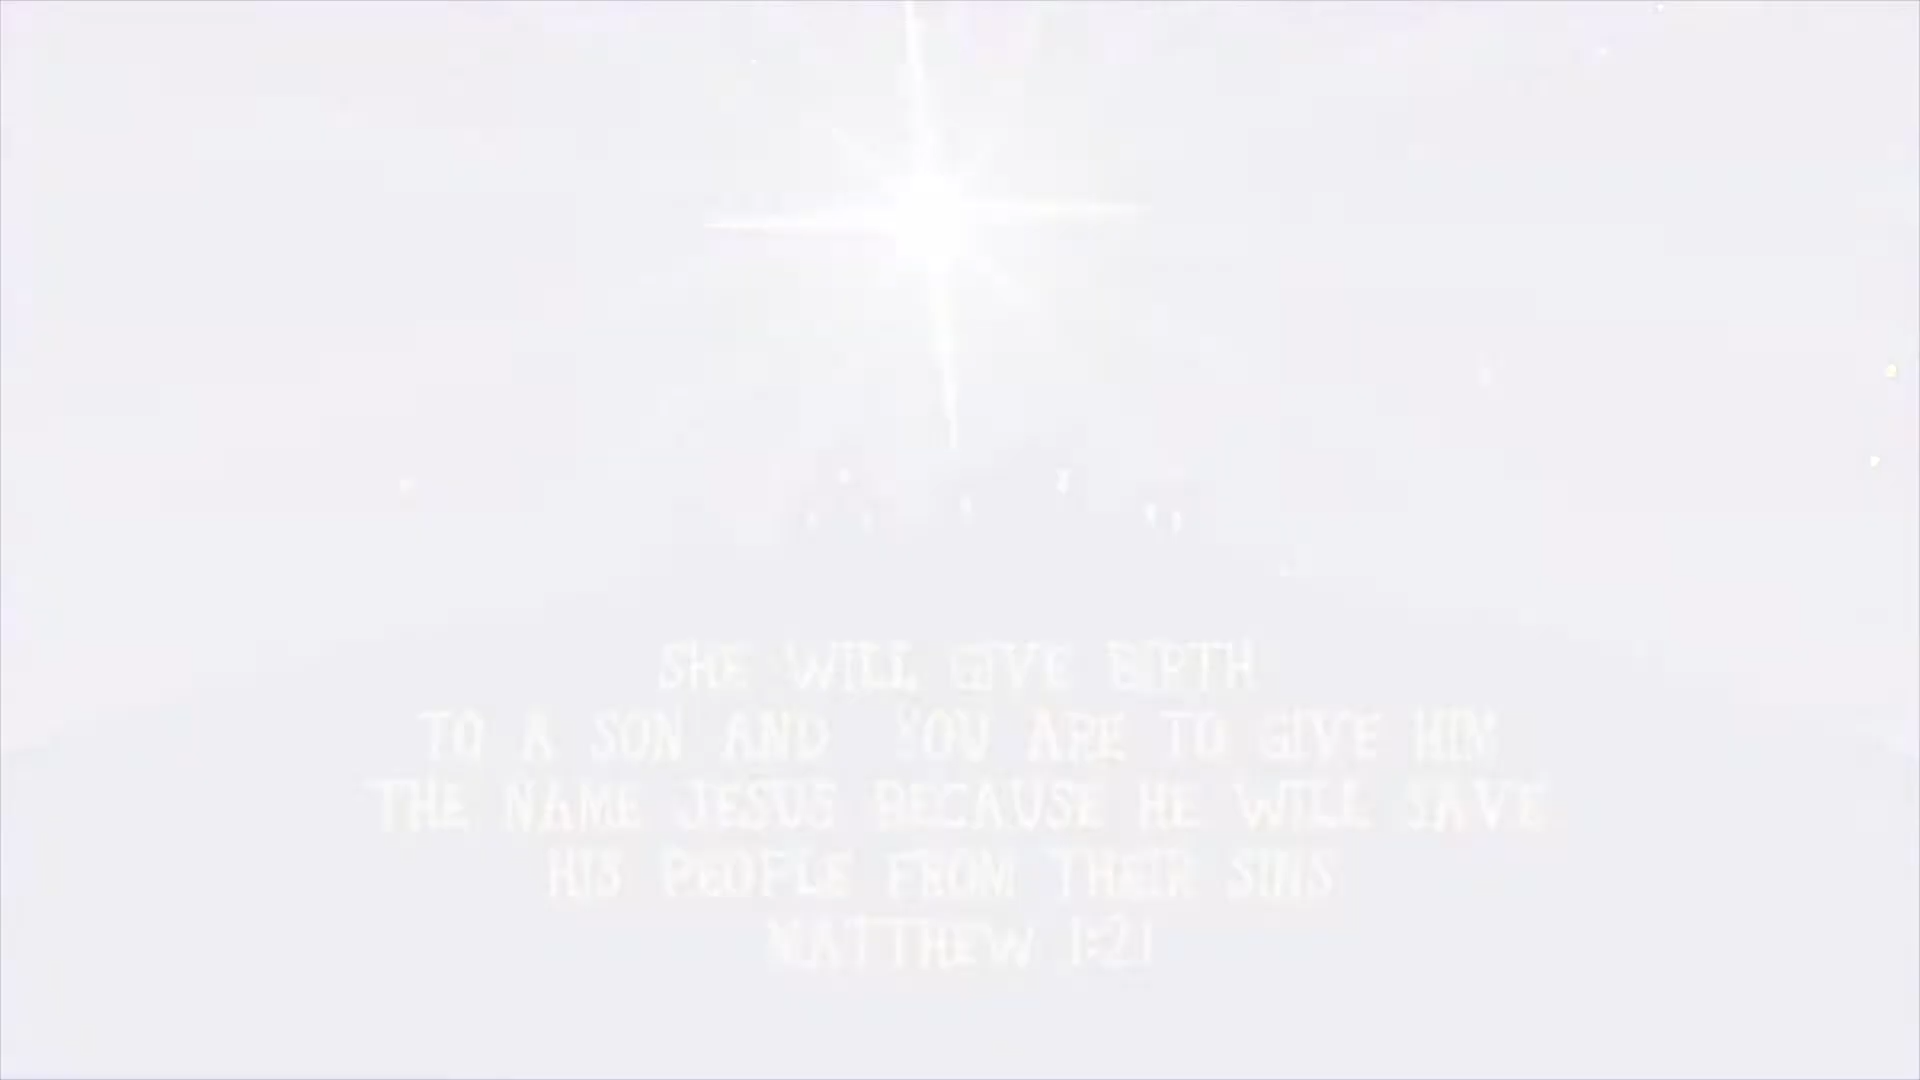 SHE WILL GIVE BIRTH
TO A SON AND YOU ARE TO GIVE HIM
THE NAME JESUS BECAUSE HE WILL SAVE
HIS PEOPLE FROM THEIR SINS
MATTHEW 1:21